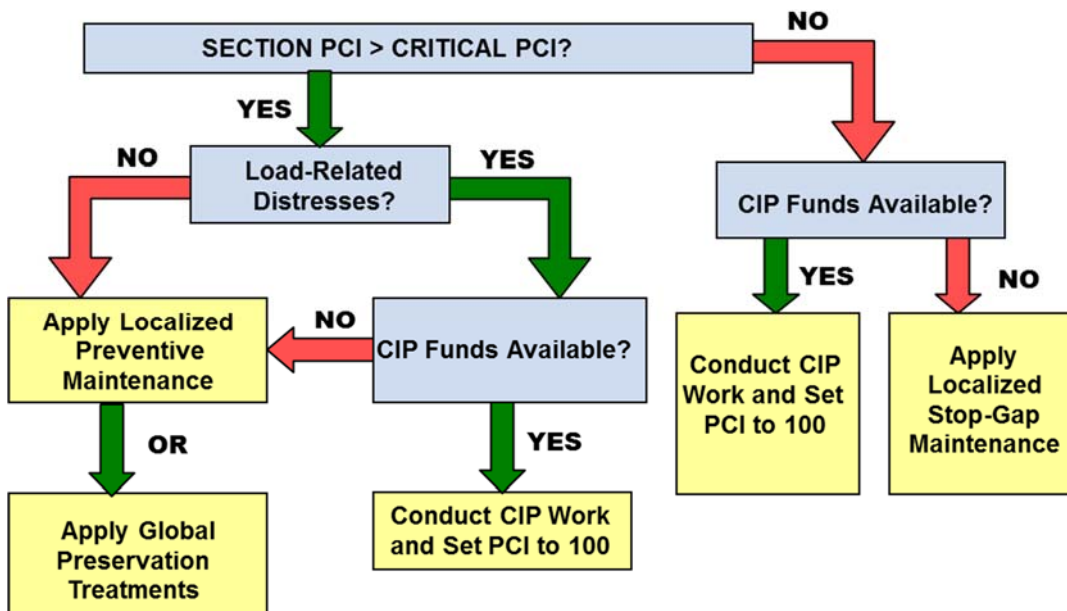 SECTION PCI > CRITICAL PCI?
NO
YES
NO
Load-Related
Distresses?
YES
CIP Funds Available?
YES
NO
Apply Localized
Preventive
Maintenance
NO
CIP Funds Available?
Conduct CIP
Work and Set
PCI to 100
Apply
Localized
Stop-Gap
Maintenance
OR
YES
Apply Global
Preservation
Treatments
Conduct CIP Work
and Set PCI to 100